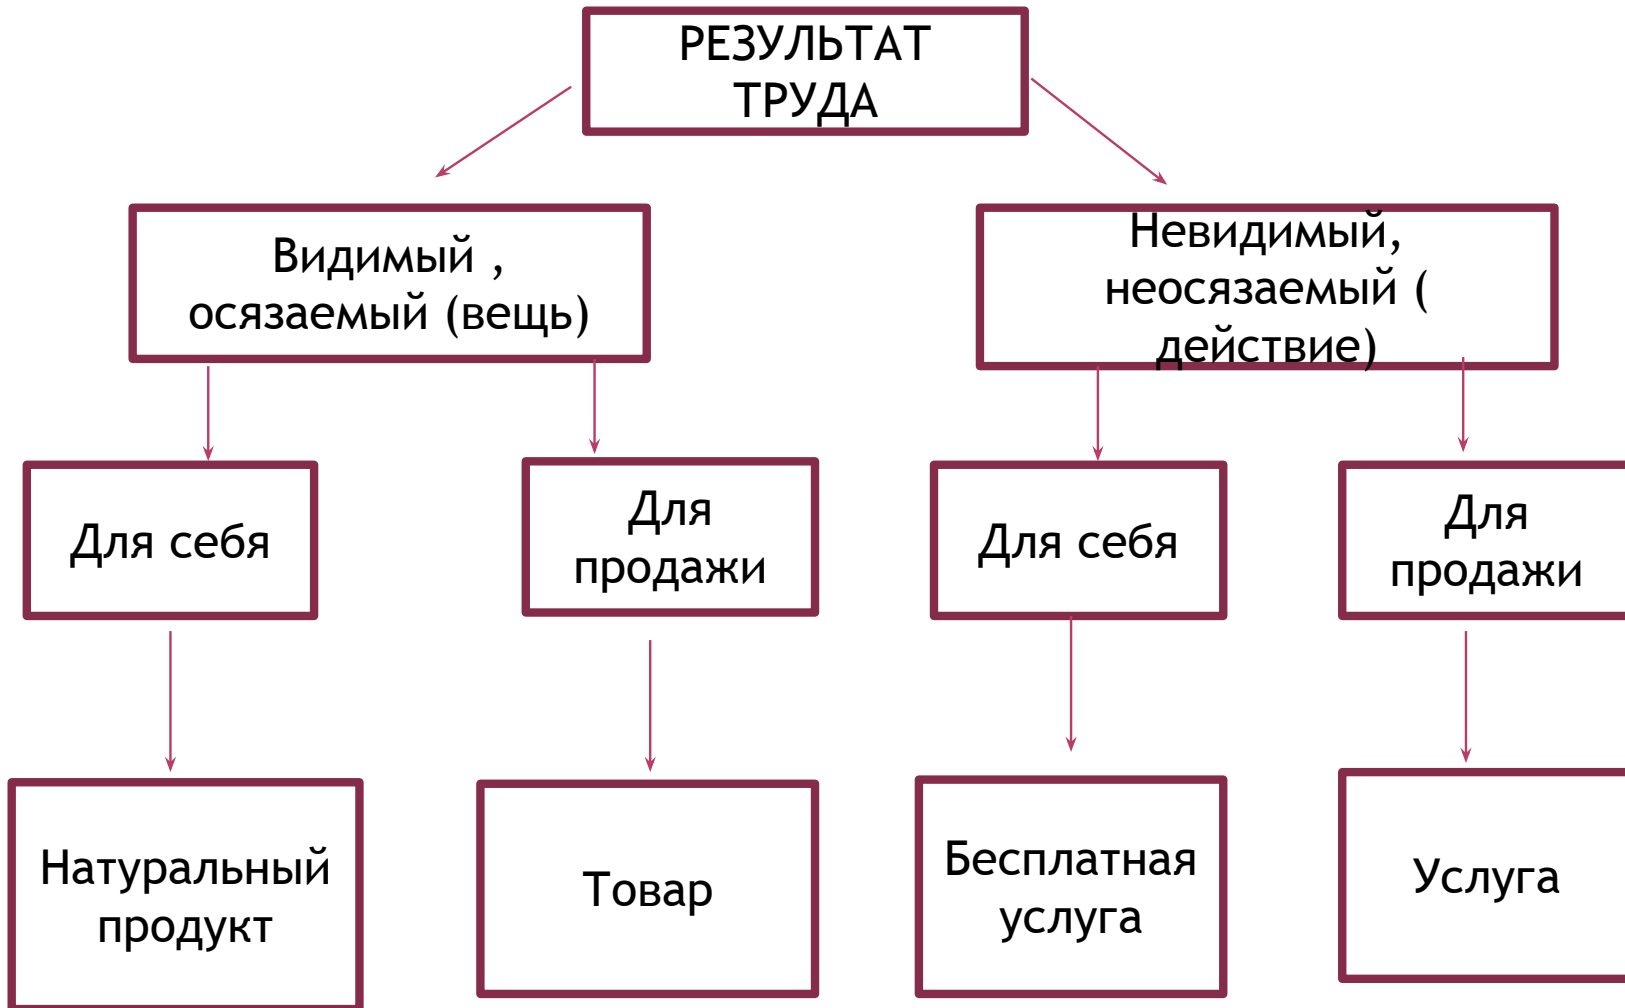 РЕЗУЛЬТАТ
ТРУДА
Видимый ,
осязаемый (вещь)
Невидимый,
неосязаемый (
действие)
Для себя
Для
продажи
Для себя
Для
продажи
Натуральный
продукт
Товар
Бесплатная
услуга
Услуга